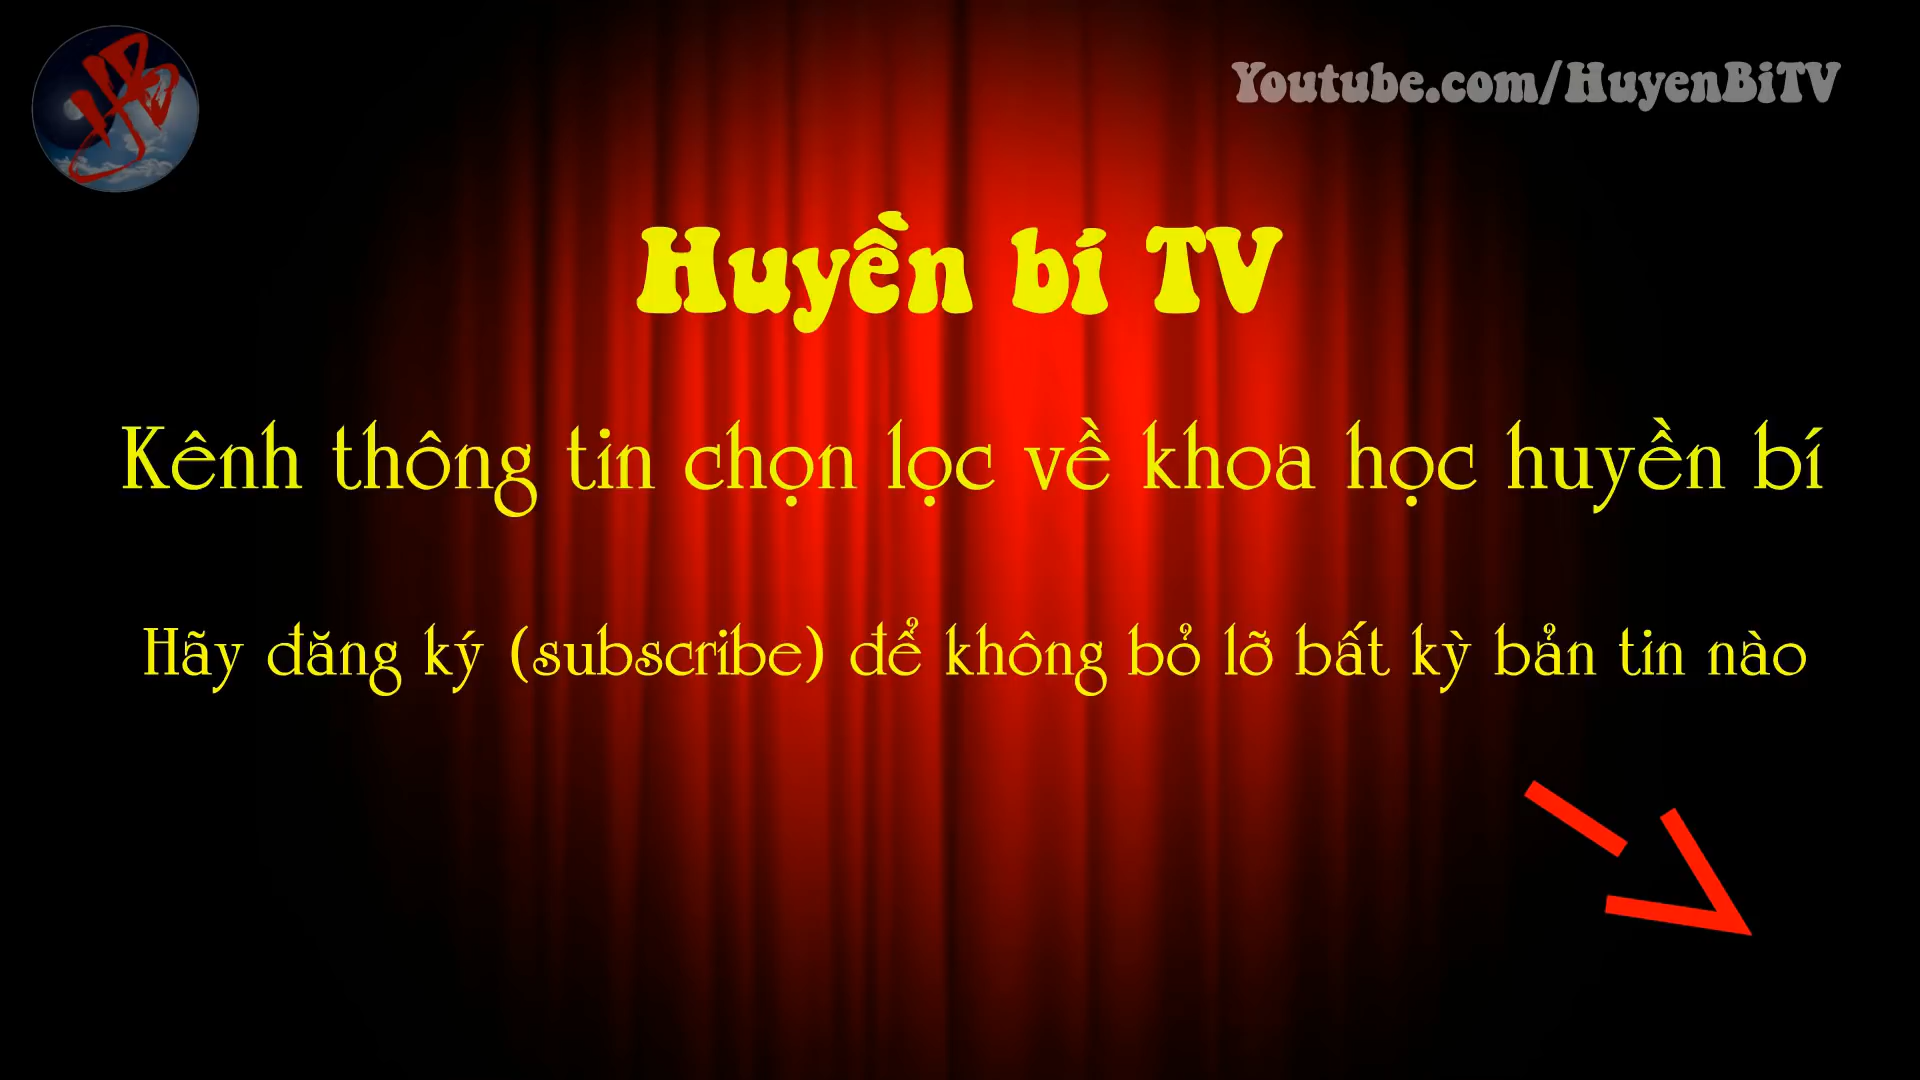 HB
Youtube.com/HuyenBiTV
Huyền bí TV
Kênh thông tin chọn lọc về khoa học huyền bí
Hãy đăng ký (subscribe) để không bỏ lỡ bất kỳ bản tin nào